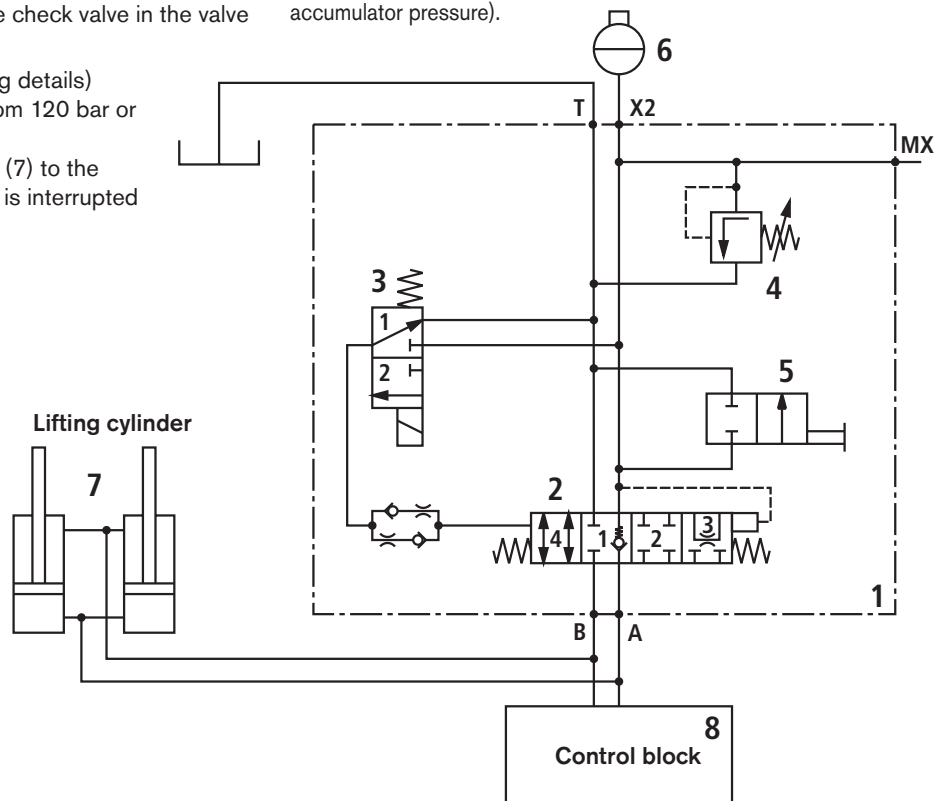 e check valve in the valve
g details)
om 120 bar or
(7) to the
is interrupted
accumulator pressure).
6
T
X2
MX
3
1
2
4
5
Lifting cylinder
7
2
4
1
2
3
1
B
A
8
Control block